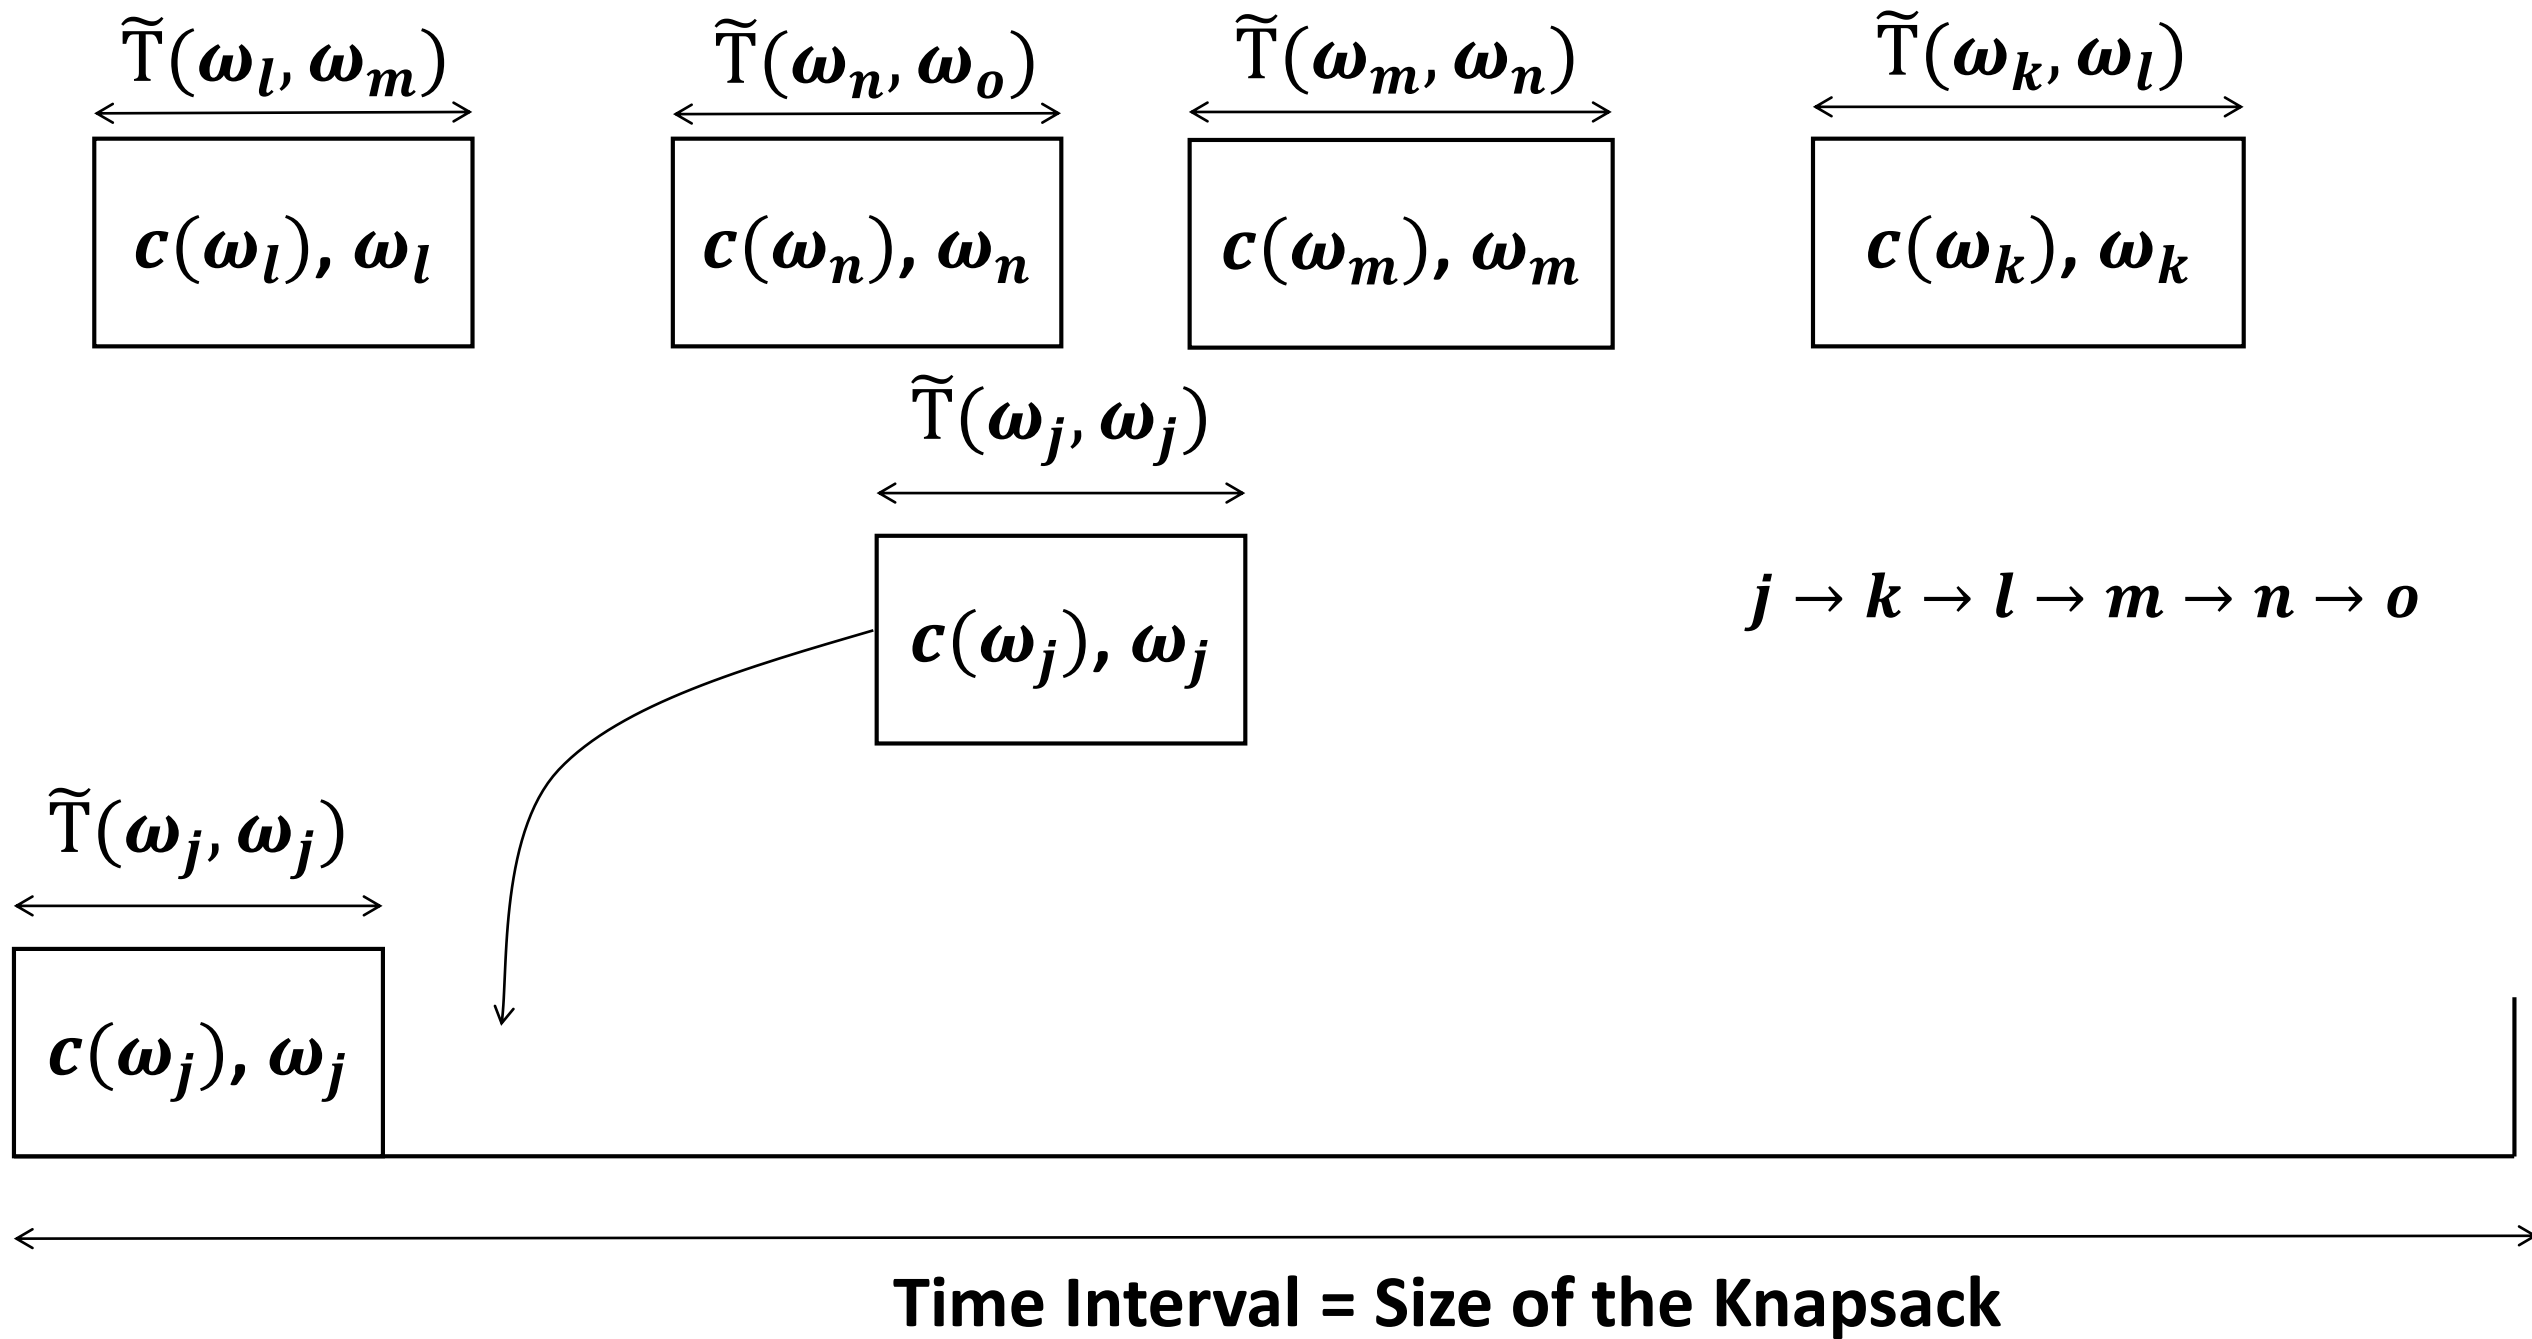 T̃(ω_l, ω_m) T̃(ω_n, ω_o) T̃(ω_m, ω_n) T̃(ω_k, ω_l)
c(ω_l), ω_l c(ω_n), ω_n c(ω_m), ω_m c(ω_k), ω_k
T̃(ω_j, ω_j)
c(ω_j), ω_j
j → k → l → m → n → o
T̃(ω_j, ω_j)
c(ω_j), ω_j
Time Interval = Size of the Knapsack